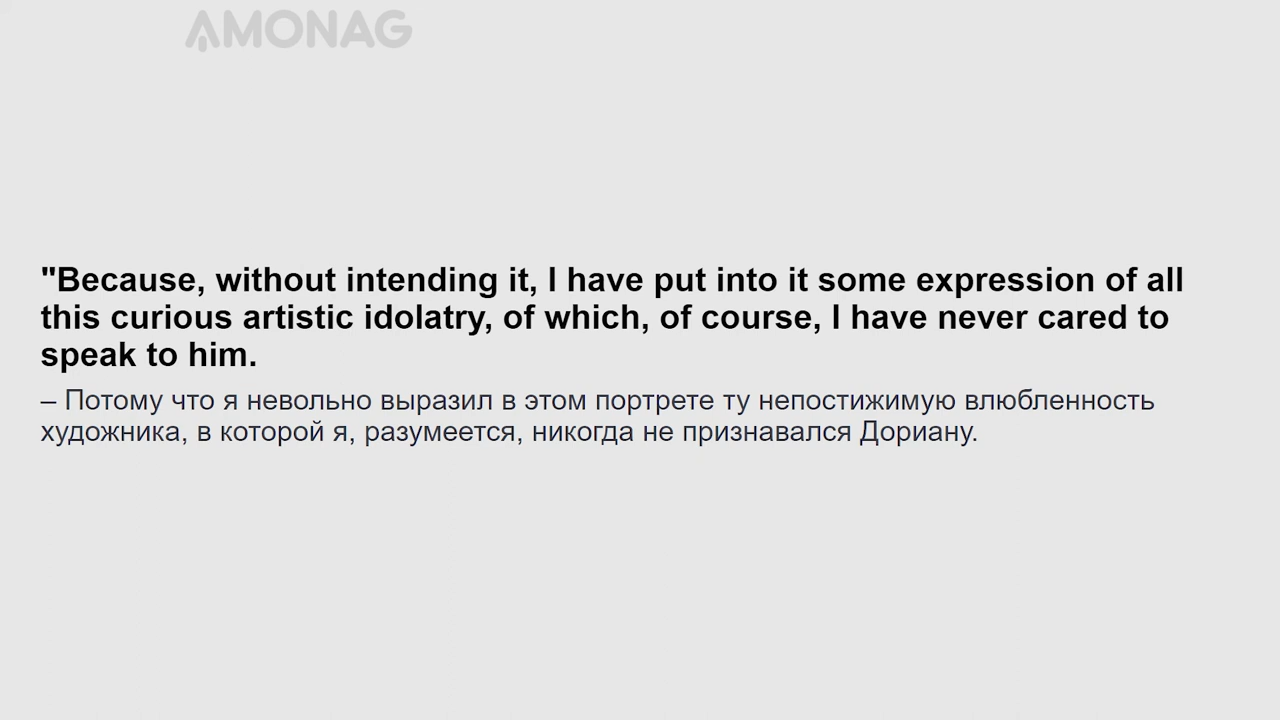 AMONAG
"Because, without intending it, I have put into it some expression of all
this curious artistic idolatry, of which, of course, I have never cared to
speak to him.
– Потому что я невольно выразил в этом портрете ту непостижимую влюбленность
художника, в которой я, разумеется, никогда не признавался Дориану.